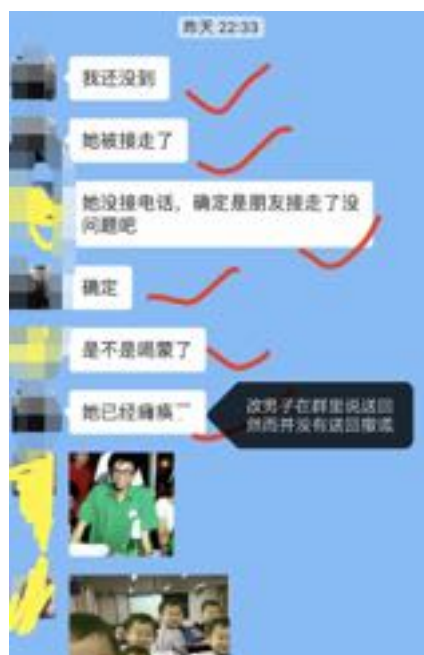 昨天 22:33
我还没到
她被接走了
她没接电话，确定是朋友接走了没
问题吧
确定
是不是喝蒙了
她已经瘫痪
改男子在群里说送回
然而并没有送回撒谎